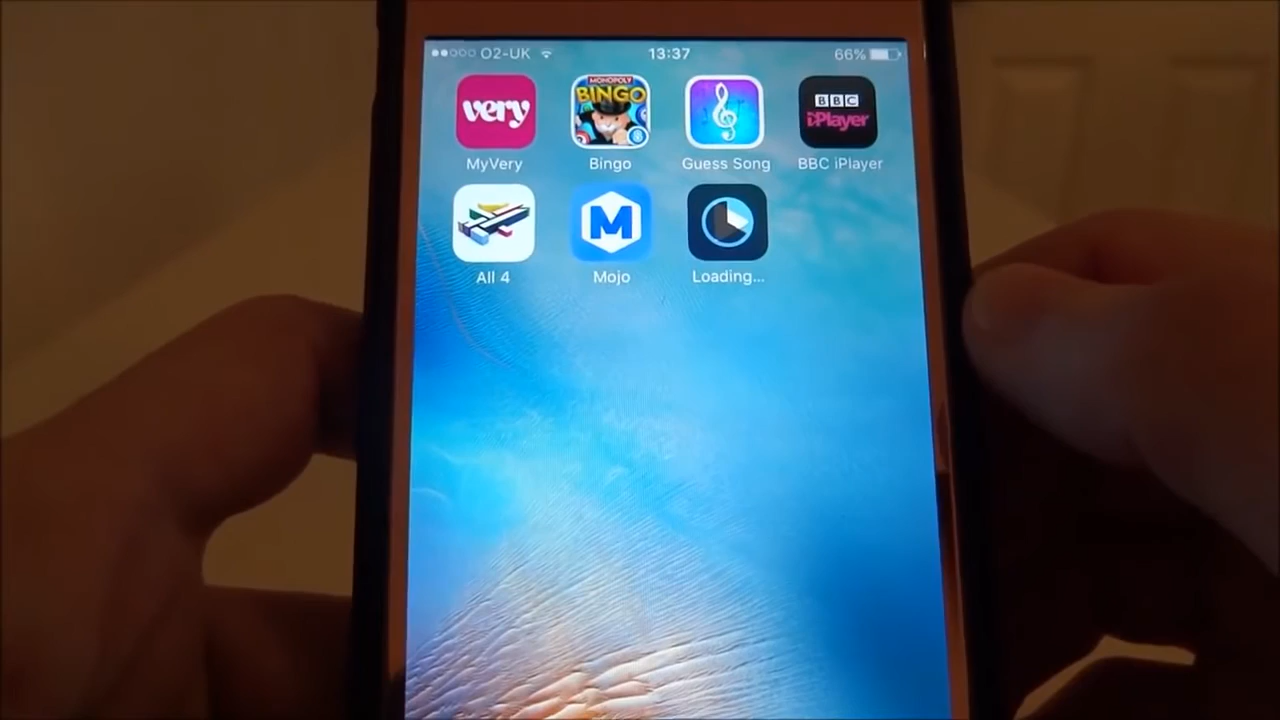 O2-UK 13:37 66%
very
MONOPOLY
BINGO
BBC
iPlayer
MyVery Bingo Guess Song BBC iPlayer
M
All 4 Mojo Loading...